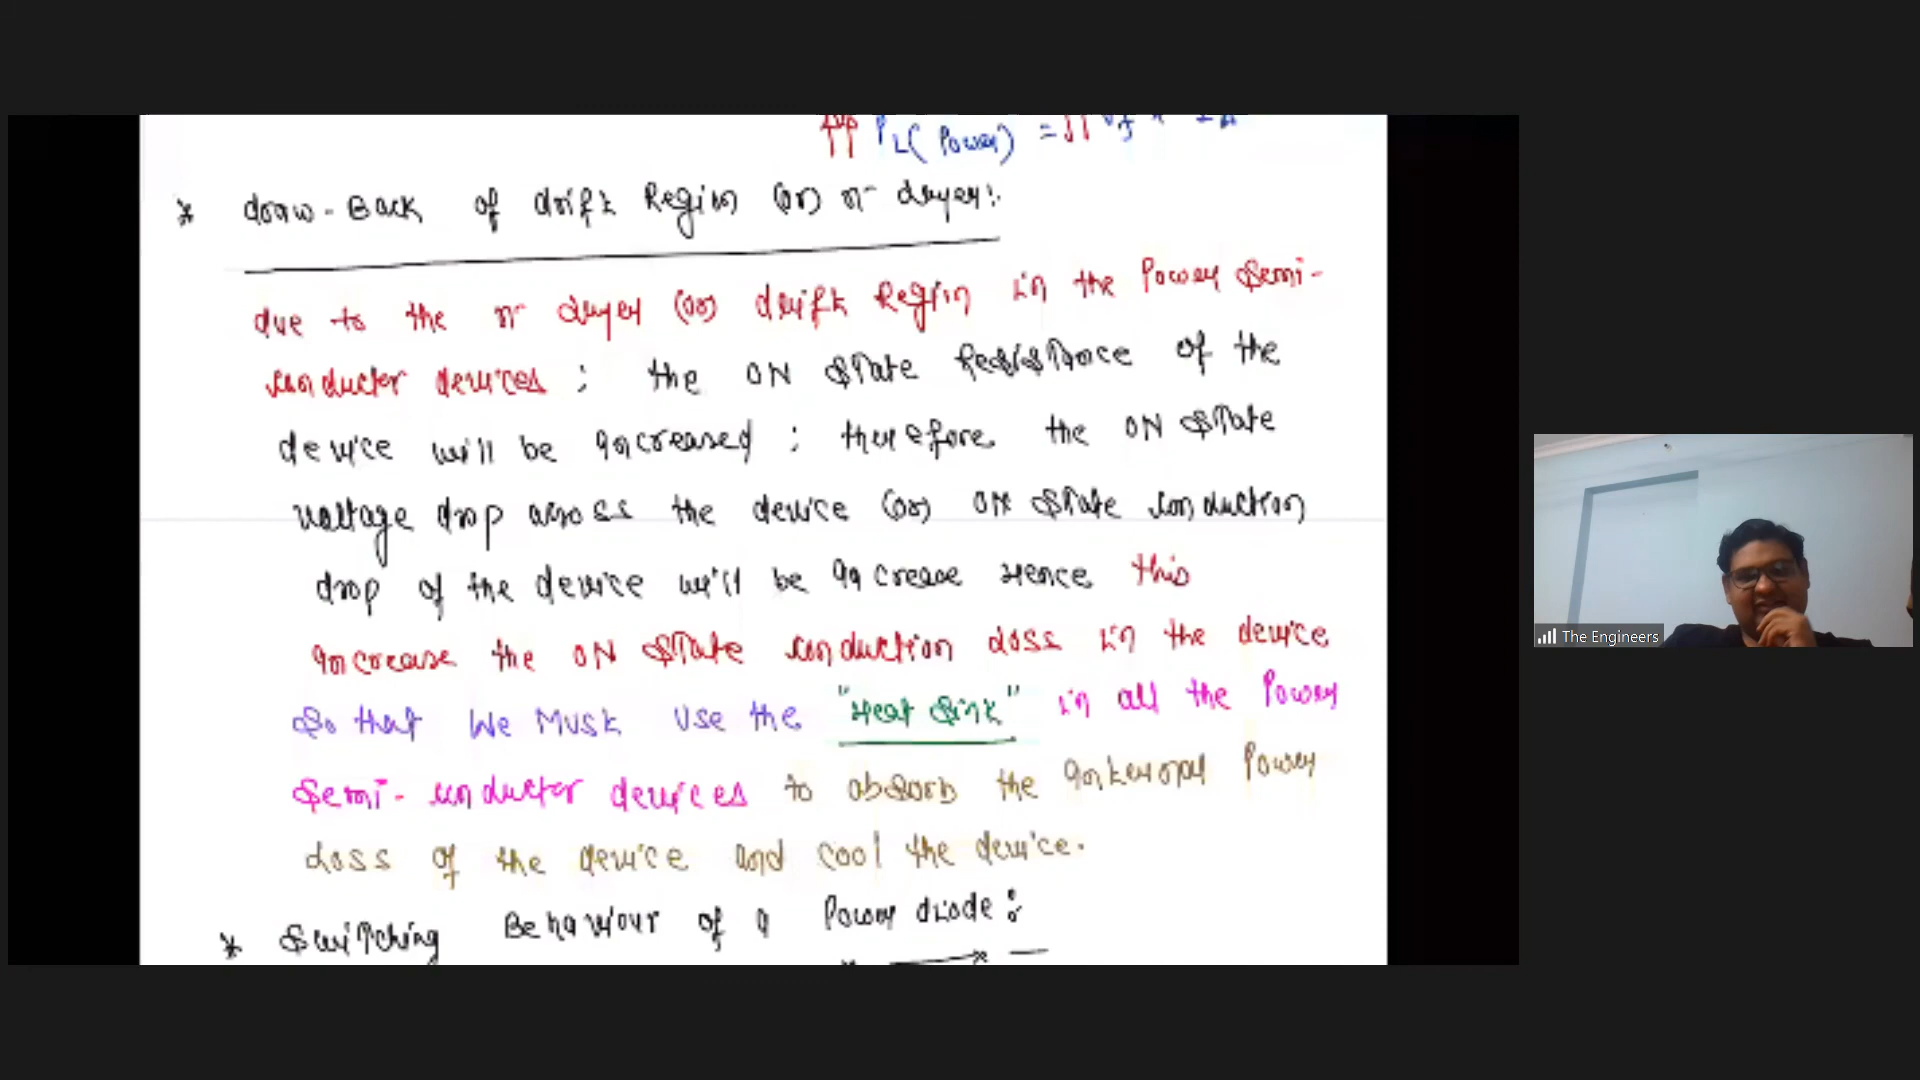 ↑↑ PL( Power) = ↑↑ Vf * IA
* draw-Back of drift Region (or) n- Layer:
due to the n- Layer (or) drift Region in the Power Semi-
conductor devices ; the ON State Resistance of the
device will be increased ; therefore the ON State
voltage drop across the device (or) ON State conduction
drop of the device will be increase Hence this
increase the ON State conduction Loss in the device
So that We Must Use the "Heat Sink" in all the Power
Semi-conductor devices to absorb the internal Power
Loss of the device and cool the device.
* Switching Behaviour of a Power diode :
The Engineers